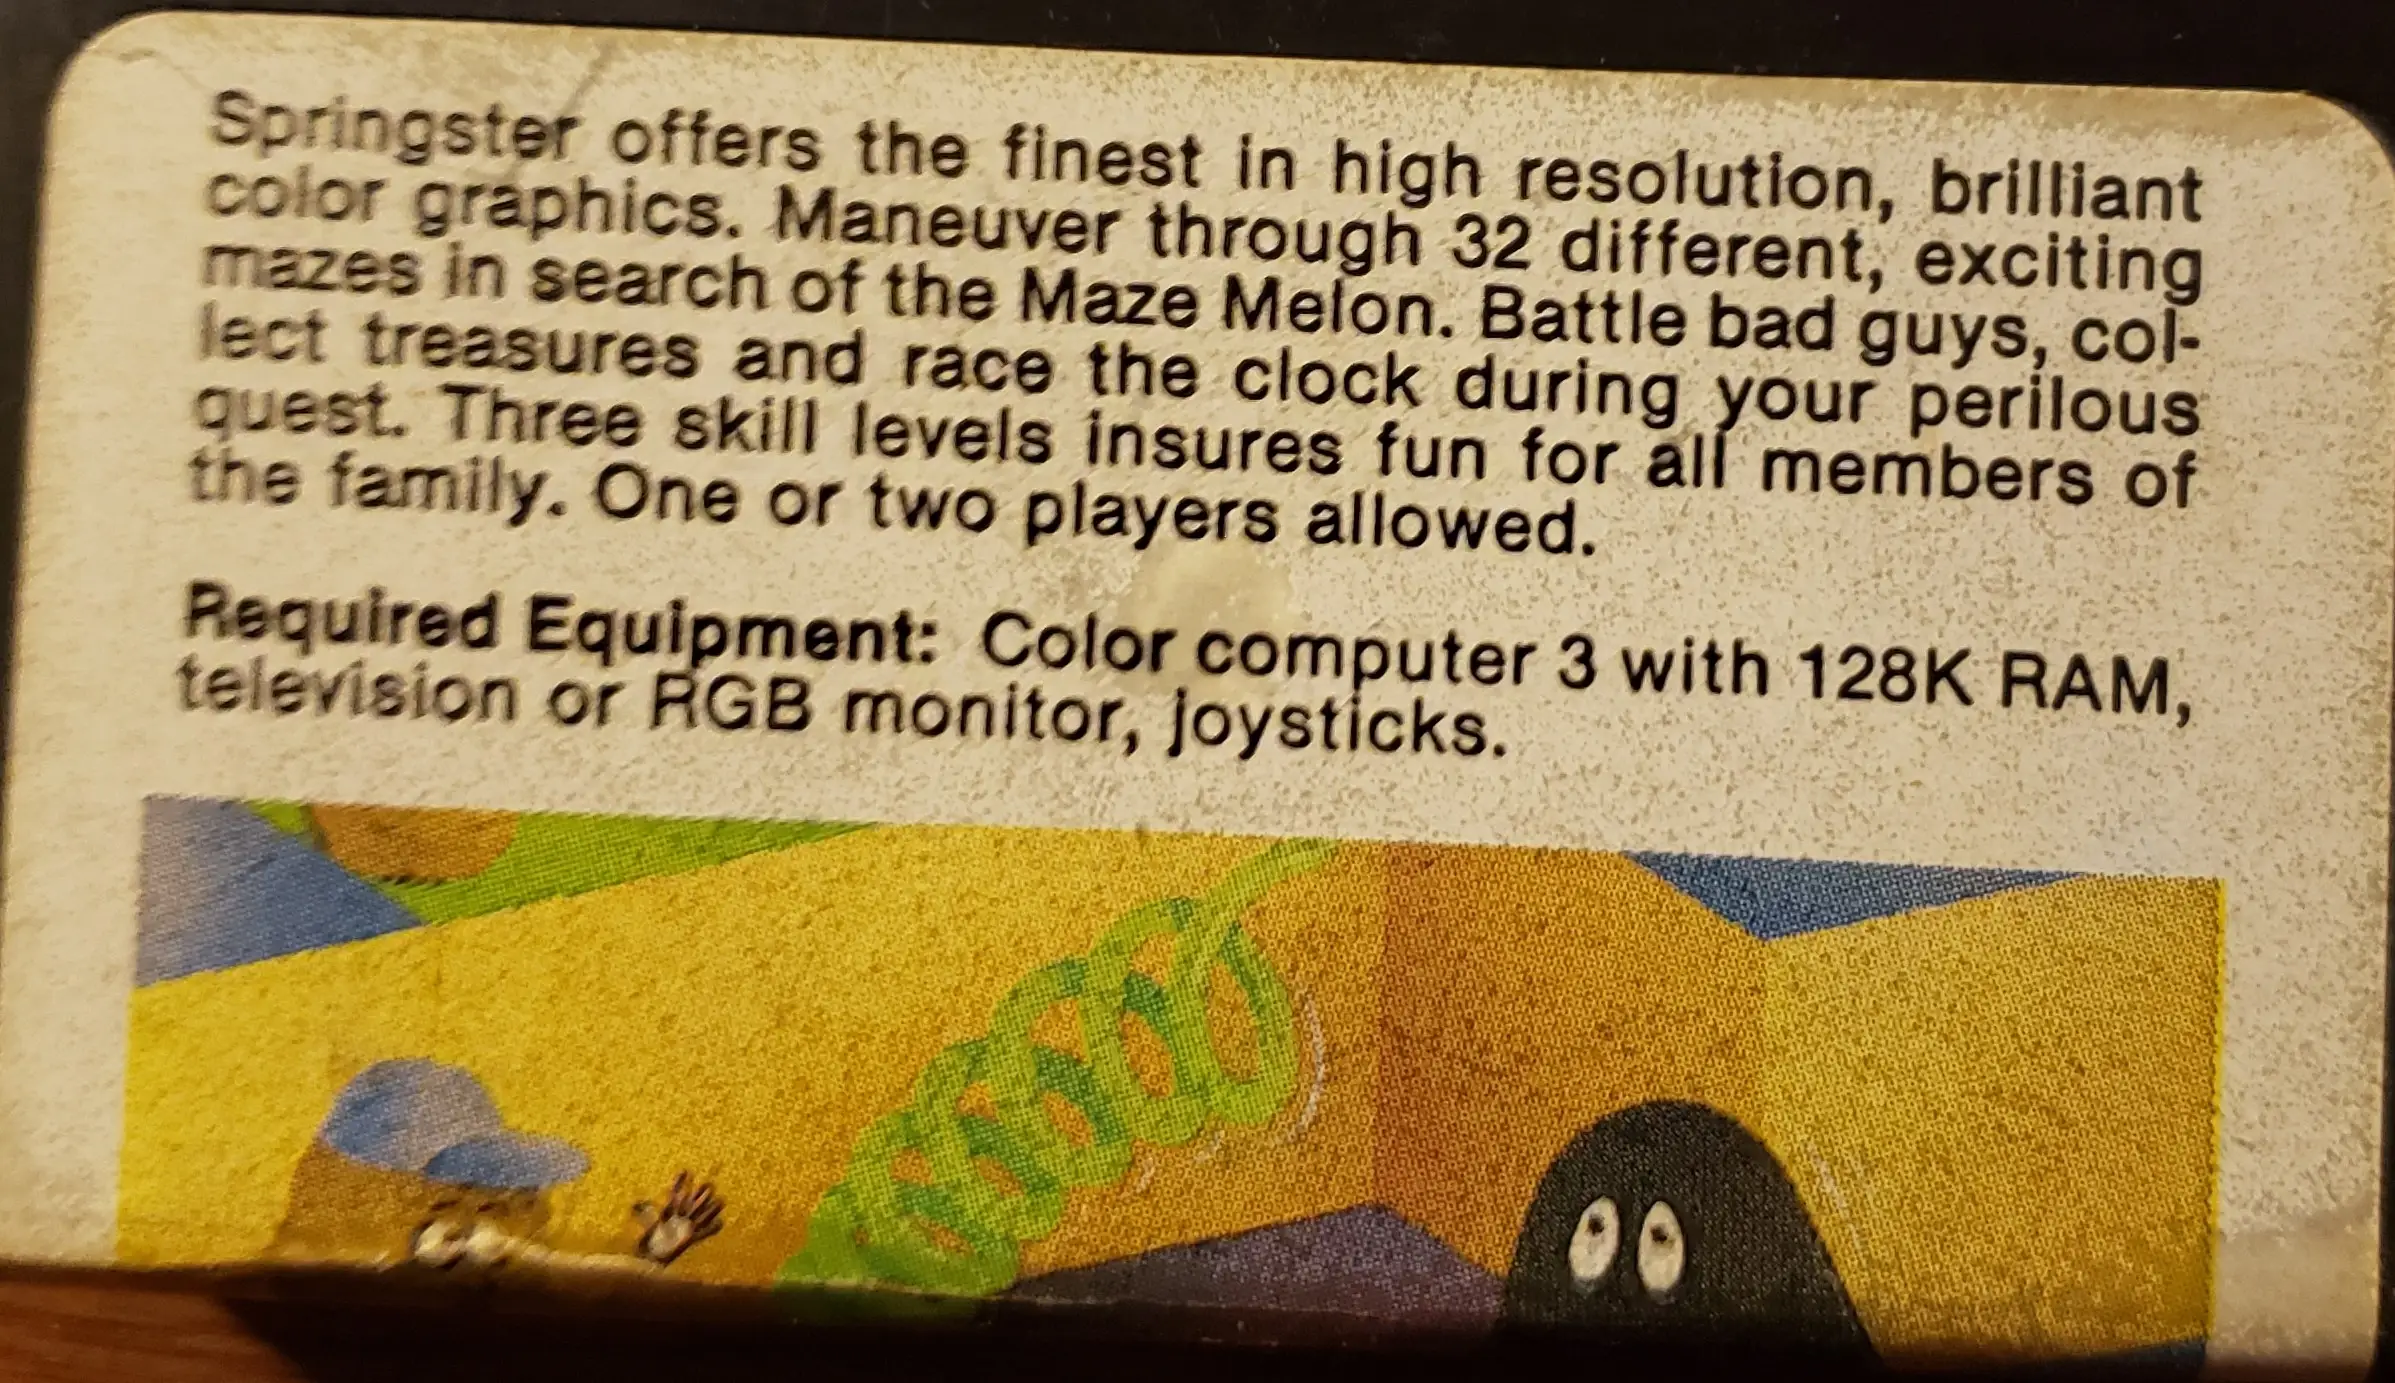 Springster offers the finest in high resolution, brilliant
color graphics. Maneuver through 32 different, exciting
mazes in search of the Maze Melon. Battle bad guys, col-
lect treasures and race the clock during your perilous
quest. Three skill levels insures fun for all members of
the family. One or two players allowed.
Required Equipment: Color computer 3 with 128K RAM,
television or RGB monitor, joysticks.